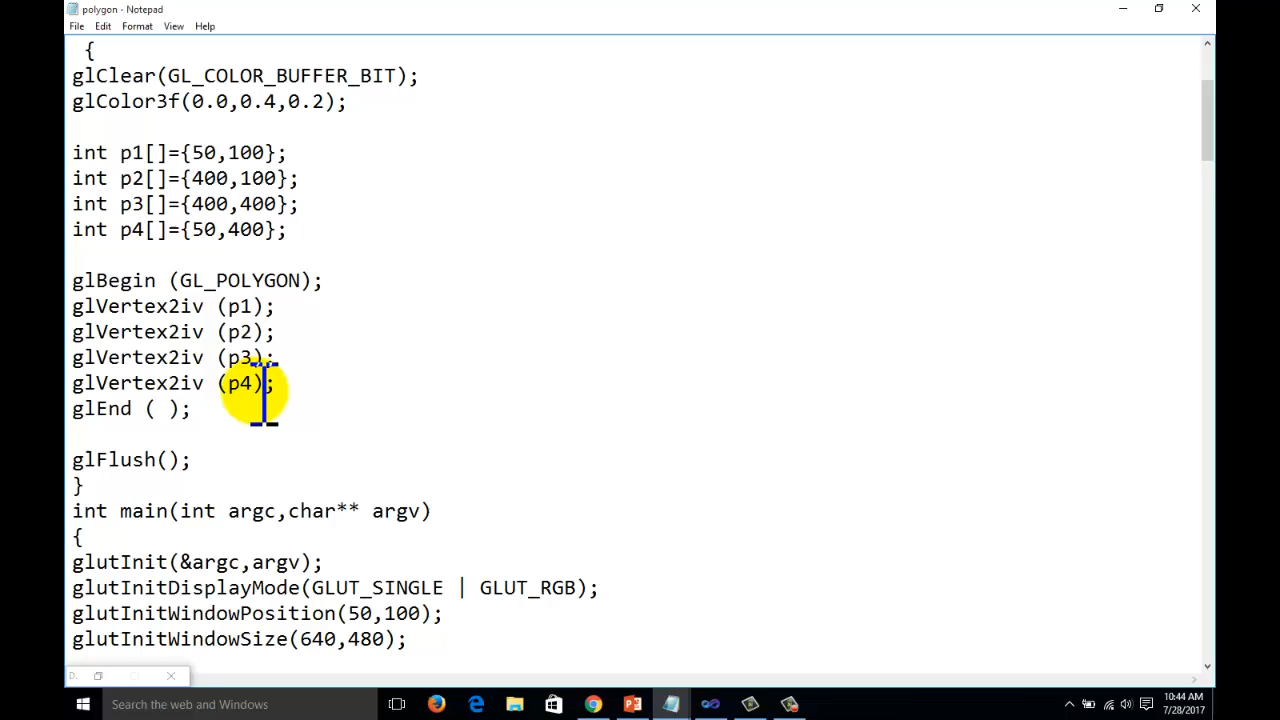 polygon - Notepad
File Edit Format View Help
{
glClear(GL_COLOR_BUFFER_BIT);
glColor3f(0.0,0.4,0.2);
int p1[]={50,100};
int p2[]={400,100};
int p3[]={400,400};
int p4[]={50,400};
glBegin (GL_POLYGON);
glVertex2iv (p1);
glVertex2iv (p2);
glVertex2iv (p3);
glVertex2iv (p4);
glEnd ( );
glFlush();
}
int main(int argc,char** argv)
{
glutInit(&argc,argv);
glutInitDisplayMode(GLUT_SINGLE | GLUT_RGB);
glutInitWindowPosition(50,100);
glutInitWindowSize(640,480);
D.
Search the web and Windows
10:44 AM
7/28/2017